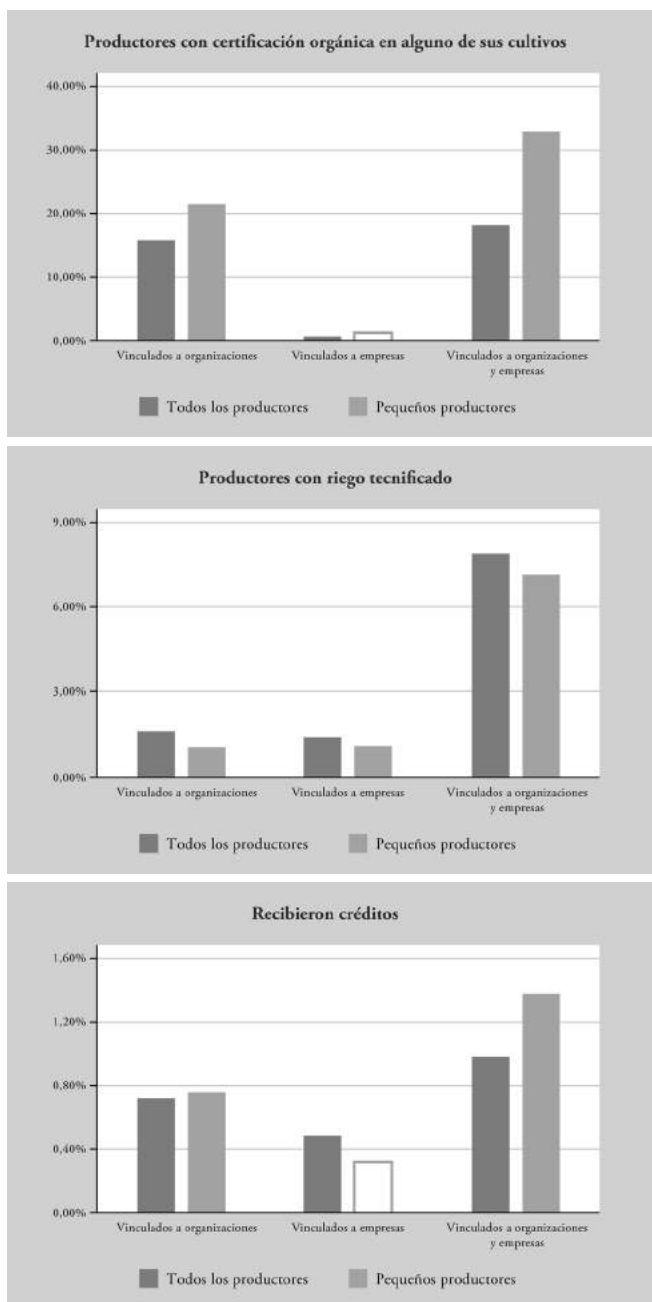 Productores con certificación orgánica en alguno de sus cultivos
40,00%
30,00%
20,00%
10,00%
0,00%
Vinculados a organizaciones
Vinculados a empresas
Vinculados a organizaciones
y empresas
Todos los productores
Pequeños productores
Productores con riego tecnificado
9,00%
6,00%
3,00%
0,00%
Vinculados a organizaciones
Vinculados a empresas
Vinculados a organizaciones
y empresas
Todos los productores
Pequeños productores
Recibieron créditos
1,60%
1,20%
0,80%
0,40%
0,00%
Vinculados a organizaciones
Vinculados a empresas
Vinculados a organizaciones
y empresas
Todos los productores
Pequeños productores